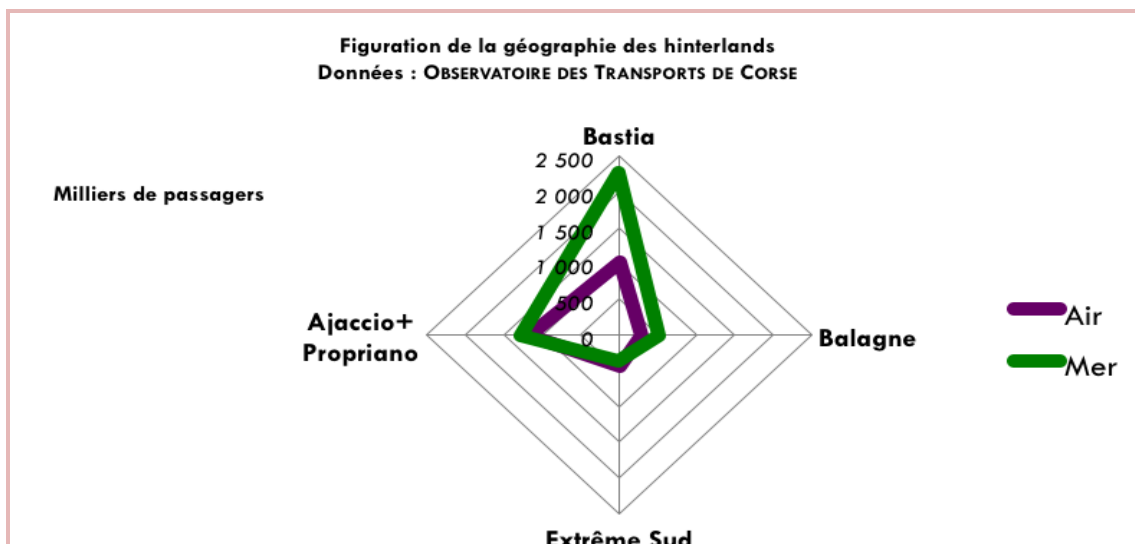 Figuration de la géographie des hinterlands
Données : OBSERVATOIRE DES TRANSPORTS DE CORSE
Bastia
2 500
2 000
Milliers de passagers
1 500
1 000
500
0
Ajaccio+
Propriano
Balagne
Air
Mer
Extrême Sud